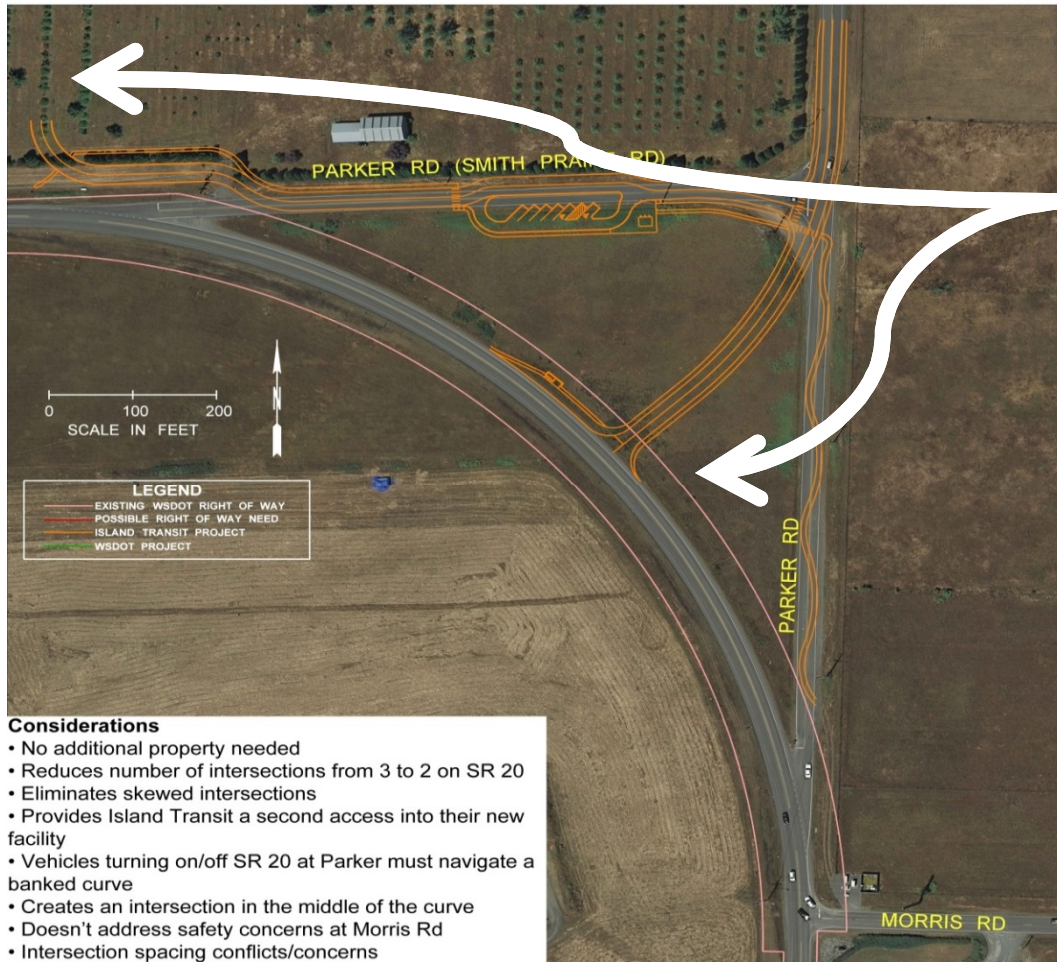 PARKER RD (SMITH PRAIRIE RD)
N
0 100 200
SCALE IN FEET
LEGEND
EXISTING WSDOT RIGHT OF WAY
POSSIBLE RIGHT OF WAY NEED
ISLAND TRANSIT PROJECT
WSDOT PROJECT
PARKER RD
MORRIS RD
Considerations
• No additional property needed
• Reduces number of intersections from 3 to 2 on SR 20
• Eliminates skewed intersections
• Provides Island Transit a second access into their new
facility
• Vehicles turning on/off SR 20 at Parker must navigate a
banked curve
• Creates an intersection in the middle of the curve
• Doesn't address safety concerns at Morris Rd
• Intersection spacing conflicts/concerns